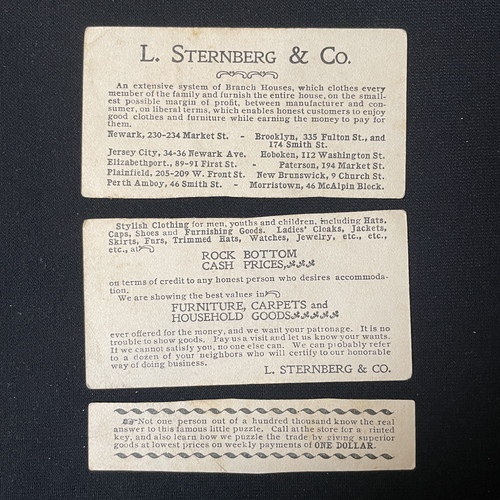 L. STERNBERG & CO.
An extensive system of Branch Houses, which clothes every
member of the family and furnish the entire house, on the small-
est possible margin of profit, between manufacturer and con-
sumer, on liberal terms, which enables honest customers to enjoy
good clothes and furniture while earning the money to pay for
them.
Newark, 230-234 Market St. - Brooklyn, 335 Fulton St., and
174 Smith St.
Jersey City, 34-36 Newark Ave. Hoboken, 112 Washington St.
Elizabethport., 89-91 First St. - Paterson, 194 Market St.
Plainfield, 205-209 W. Front St. New Brunswick, 9 Church St.
Perth Amboy, 46 Smith St. - Morristown, 46 McAlpin Block.
Stylish Clothing for men, youths and children, including Hats,
Caps, Shoes and Furnishing Goods. Ladies' Cloaks, Jackets,
Skirts, Furs, Trimmed Hats, Watches, Jewelry, etc., etc.,
etc., at
ROCK BOTTOM
CASH PRICES,
on terms of credit to any honest person who desires accommoda-
tion.
We are showing the best values in
FURNITURE, CARPETS and
HOUSEHOLD GOODS
ever offered for the money, and we want your patronage. It is no
trouble to show goods. Pay us a visit and let us know your wants.
If we cannot satisfy you, no one else can. We can probably refer
to a dozen of your neighbors who will certify to our honorable
way of doing business.
L. STERNBERG & CO.
Not one person out of a hundred thousand know the real
answer to this famous little puzzle. Call at the store for a rinted
key, and also learn how we puzzle the trade by giving superior
goods at lowest prices on weekly payments of ONE DOLLAR.